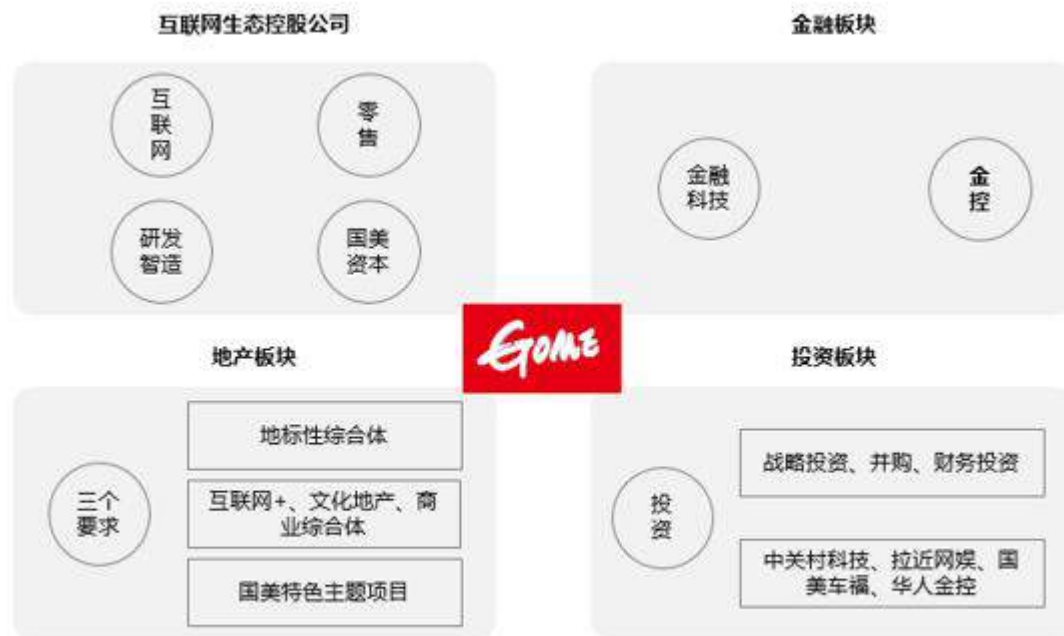 互联网生态控股公司
金融板块
互
联
网
零
售
研发
智造
国美
资本
金融
科技
金
控
GOME
地产板块
投资板块
三个
要求
地标性综合体
互联网+、文化地产、商
业综合体
国美特色主题项目
投
资
战略投资、并购、财务投资
中关村科技、拉近网娱、国
美车福、华人金控